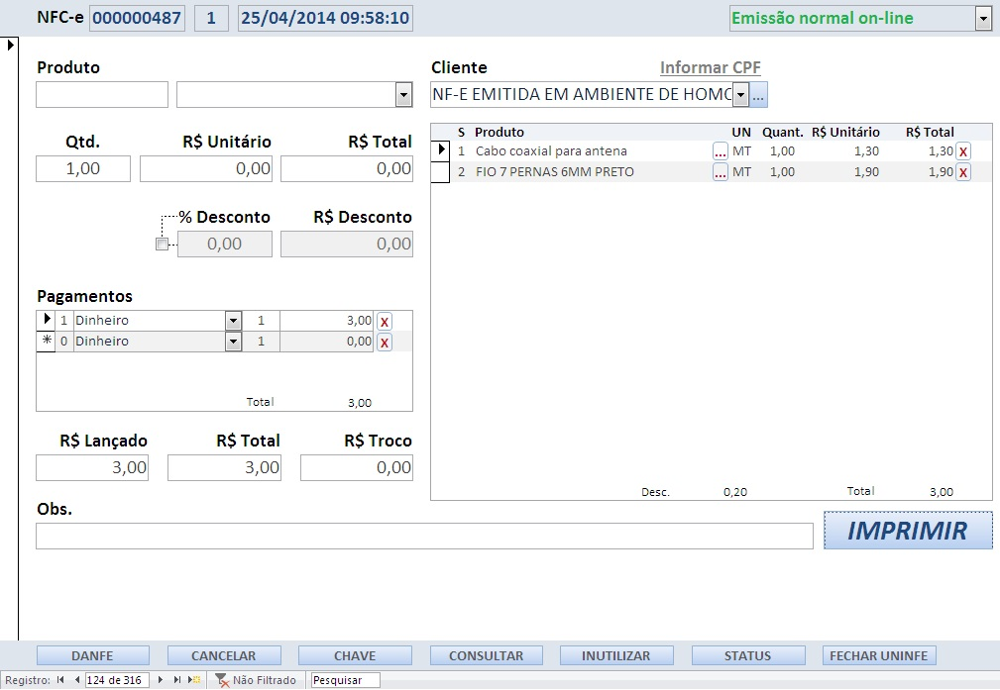 NFC-e 000000487 1 25/04/2014 09:58:10 Emissão normal on-line
Produto
Cliente Informar CPF
NF-E EMITIDA EM AMBIENTE DE HOMC ...
Qtd. R$ Unitário R$ Total
1,00 0,00 0,00
% Desconto R$ Desconto
0,00 0,00
S Produto UN Quant. R$ Unitário R$ Total
1 Cabo coaxial para antena ... MT 1,00 1,30 1,30 X
2 FIO 7 PERNAS 6MM PRETO ... MT 1,00 1,90 1,90 X
Desc. 0,20 Total 3,00
Pagamentos
1 Dinheiro 1 3,00 X
* 0 Dinheiro 1 0,00 X
Total 3,00
R$ Lançado R$ Total R$ Troco
3,00 3,00 0,00
Obs.
IMPRIMIR
DANFE CANCELAR CHAVE CONSULTAR INUTILIZAR STATUS FECHAR UNINFE
Registro: 124 de 316 Não Filtrado Pesquisar